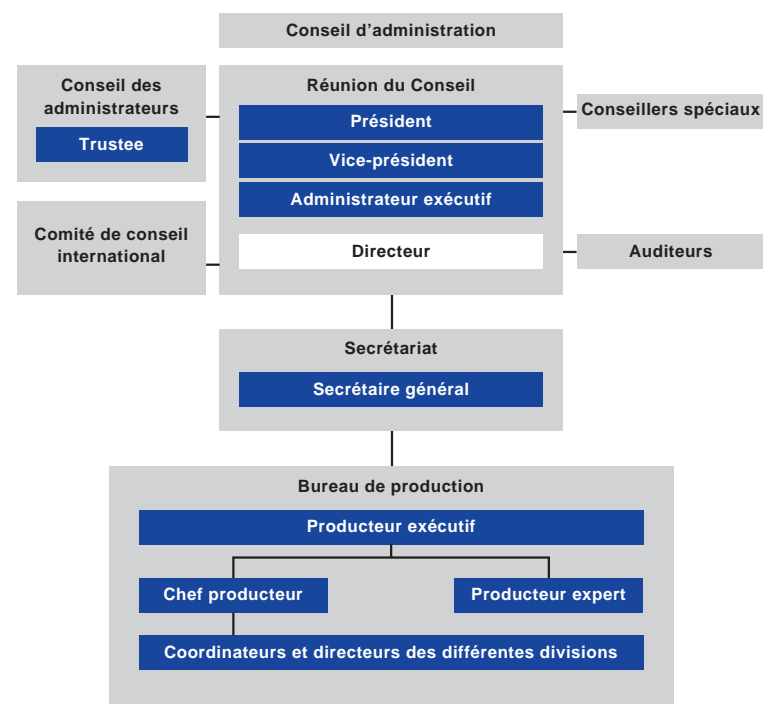 Conseil d’administration
Conseil des
administrateurs
Trustee
Réunion du Conseil
Président
Vice-président
Administrateur exécutif
Directeur
Conseillers spéciaux
Comité de conseil
international
Auditeurs
Secrétariat
Secrétaire général
Bureau de production
Producteur exécutif
Chef producteur
Producteur expert
Coordinateurs et directeurs des différentes divisions